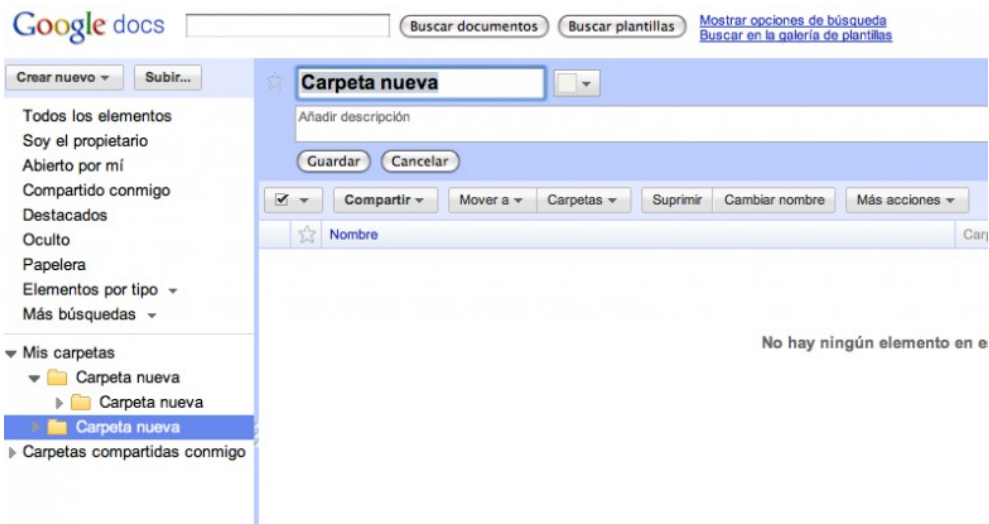 Google docs
Buscar documentos
Buscar plantillas
Mostrar opciones de búsqueda
Buscar en la galería de plantillas
Crear nuevo
Subir...
Todos los elementos
Soy el propietario
Abierto por mí
Compartido conmigo
Destacados
Oculto
Papelera
Elementos por tipo
Más búsquedas
Mis carpetas
Carpeta nueva
Carpeta nueva
Carpeta nueva
Carpetas compartidas conmigo
Carpeta nueva
Añadir descripción
Guardar Cancelar
Compartir Mover a Carpetas Suprimir Cambiar nombre Más acciones
Nombre
No hay ningún elemento en